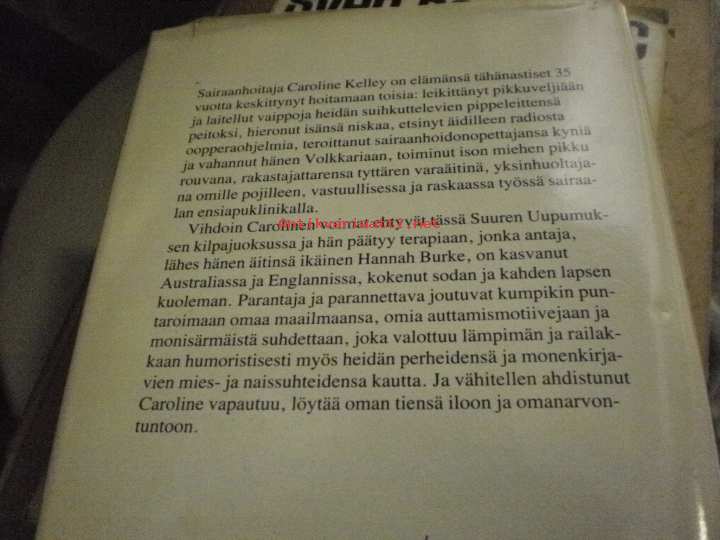 Sairaanhoitaja Caroline Kelley on elämänsä tähänastiset 35
vuotta keskittynyt hoitamaan toisia: leikittänyt pikkuveljiään
ja laitellut vaippoja heidän suihkuttelevien pippeleittensä
peitoksi, hieronut isänsä niskaa, etsinyt äidilleen radiosta
oopperaohjelmia, teroittanut sairaanhoidonopettajansa kyniä
ja vahannut hänen Volkkariaan, toiminut ison miehen pikku
rouvana, rakastajattarensa tyttären varaäitinä, yksinhuoltaja-
na omille pojilleen, vastuullisessa ja raskaassa työssä sairaa-
lan ensiapuklinikalla.
Vihdoin Carolinen voimat ehtyvät tässä Suuren Uupumuk-
sen kilpajuoksussa ja hän päätyy terapiaan, jonka antaja,
lähes hänen äitinsä ikäinen Hannah Burke, on kasvanut
Australiassa ja Englannissa, kokenut sodan ja kahden lapsen
kuoleman. Parantaja ja parannettava joutuvat kumpikin pun-
taroimaan omaa maailmaansa, omia auttamismotiivejaan ja
monisärmäistä suhdettaan, joka valottuu lämpimän ja railak-
kaan humoristisesti myös heidän perheidensä ja monenkirja-
vien mies- ja naissuhteidensa kautta. Ja vähitellen ahdistunut
Caroline vapautuu, löytää oman tiensä iloon ja omanarvon-
tuntoon.